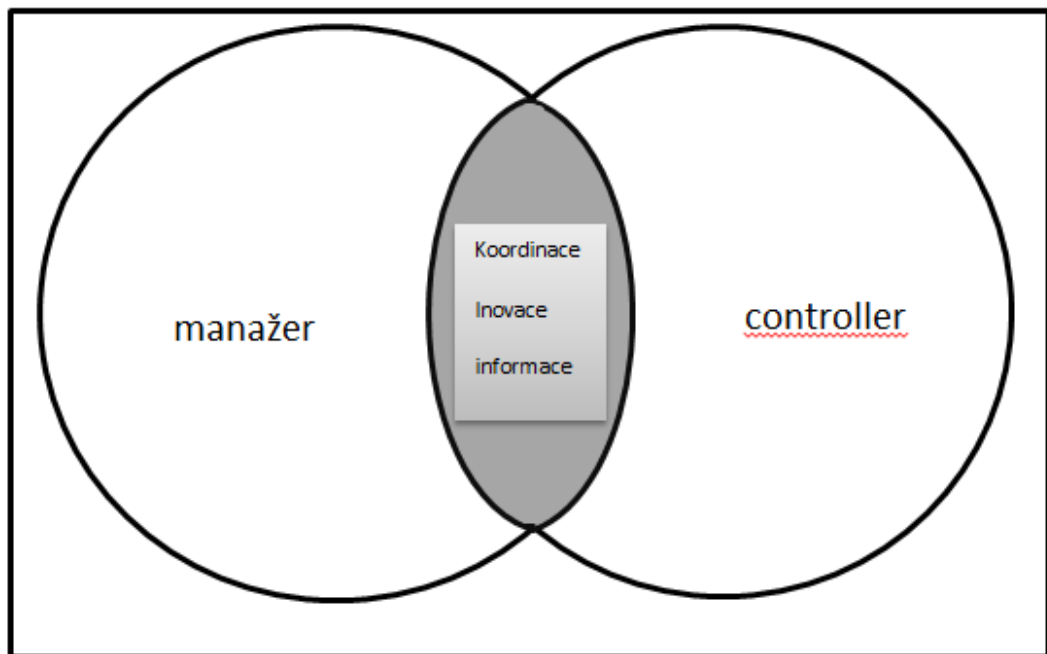 manažer
Koordinace
Inovace
informace
controller